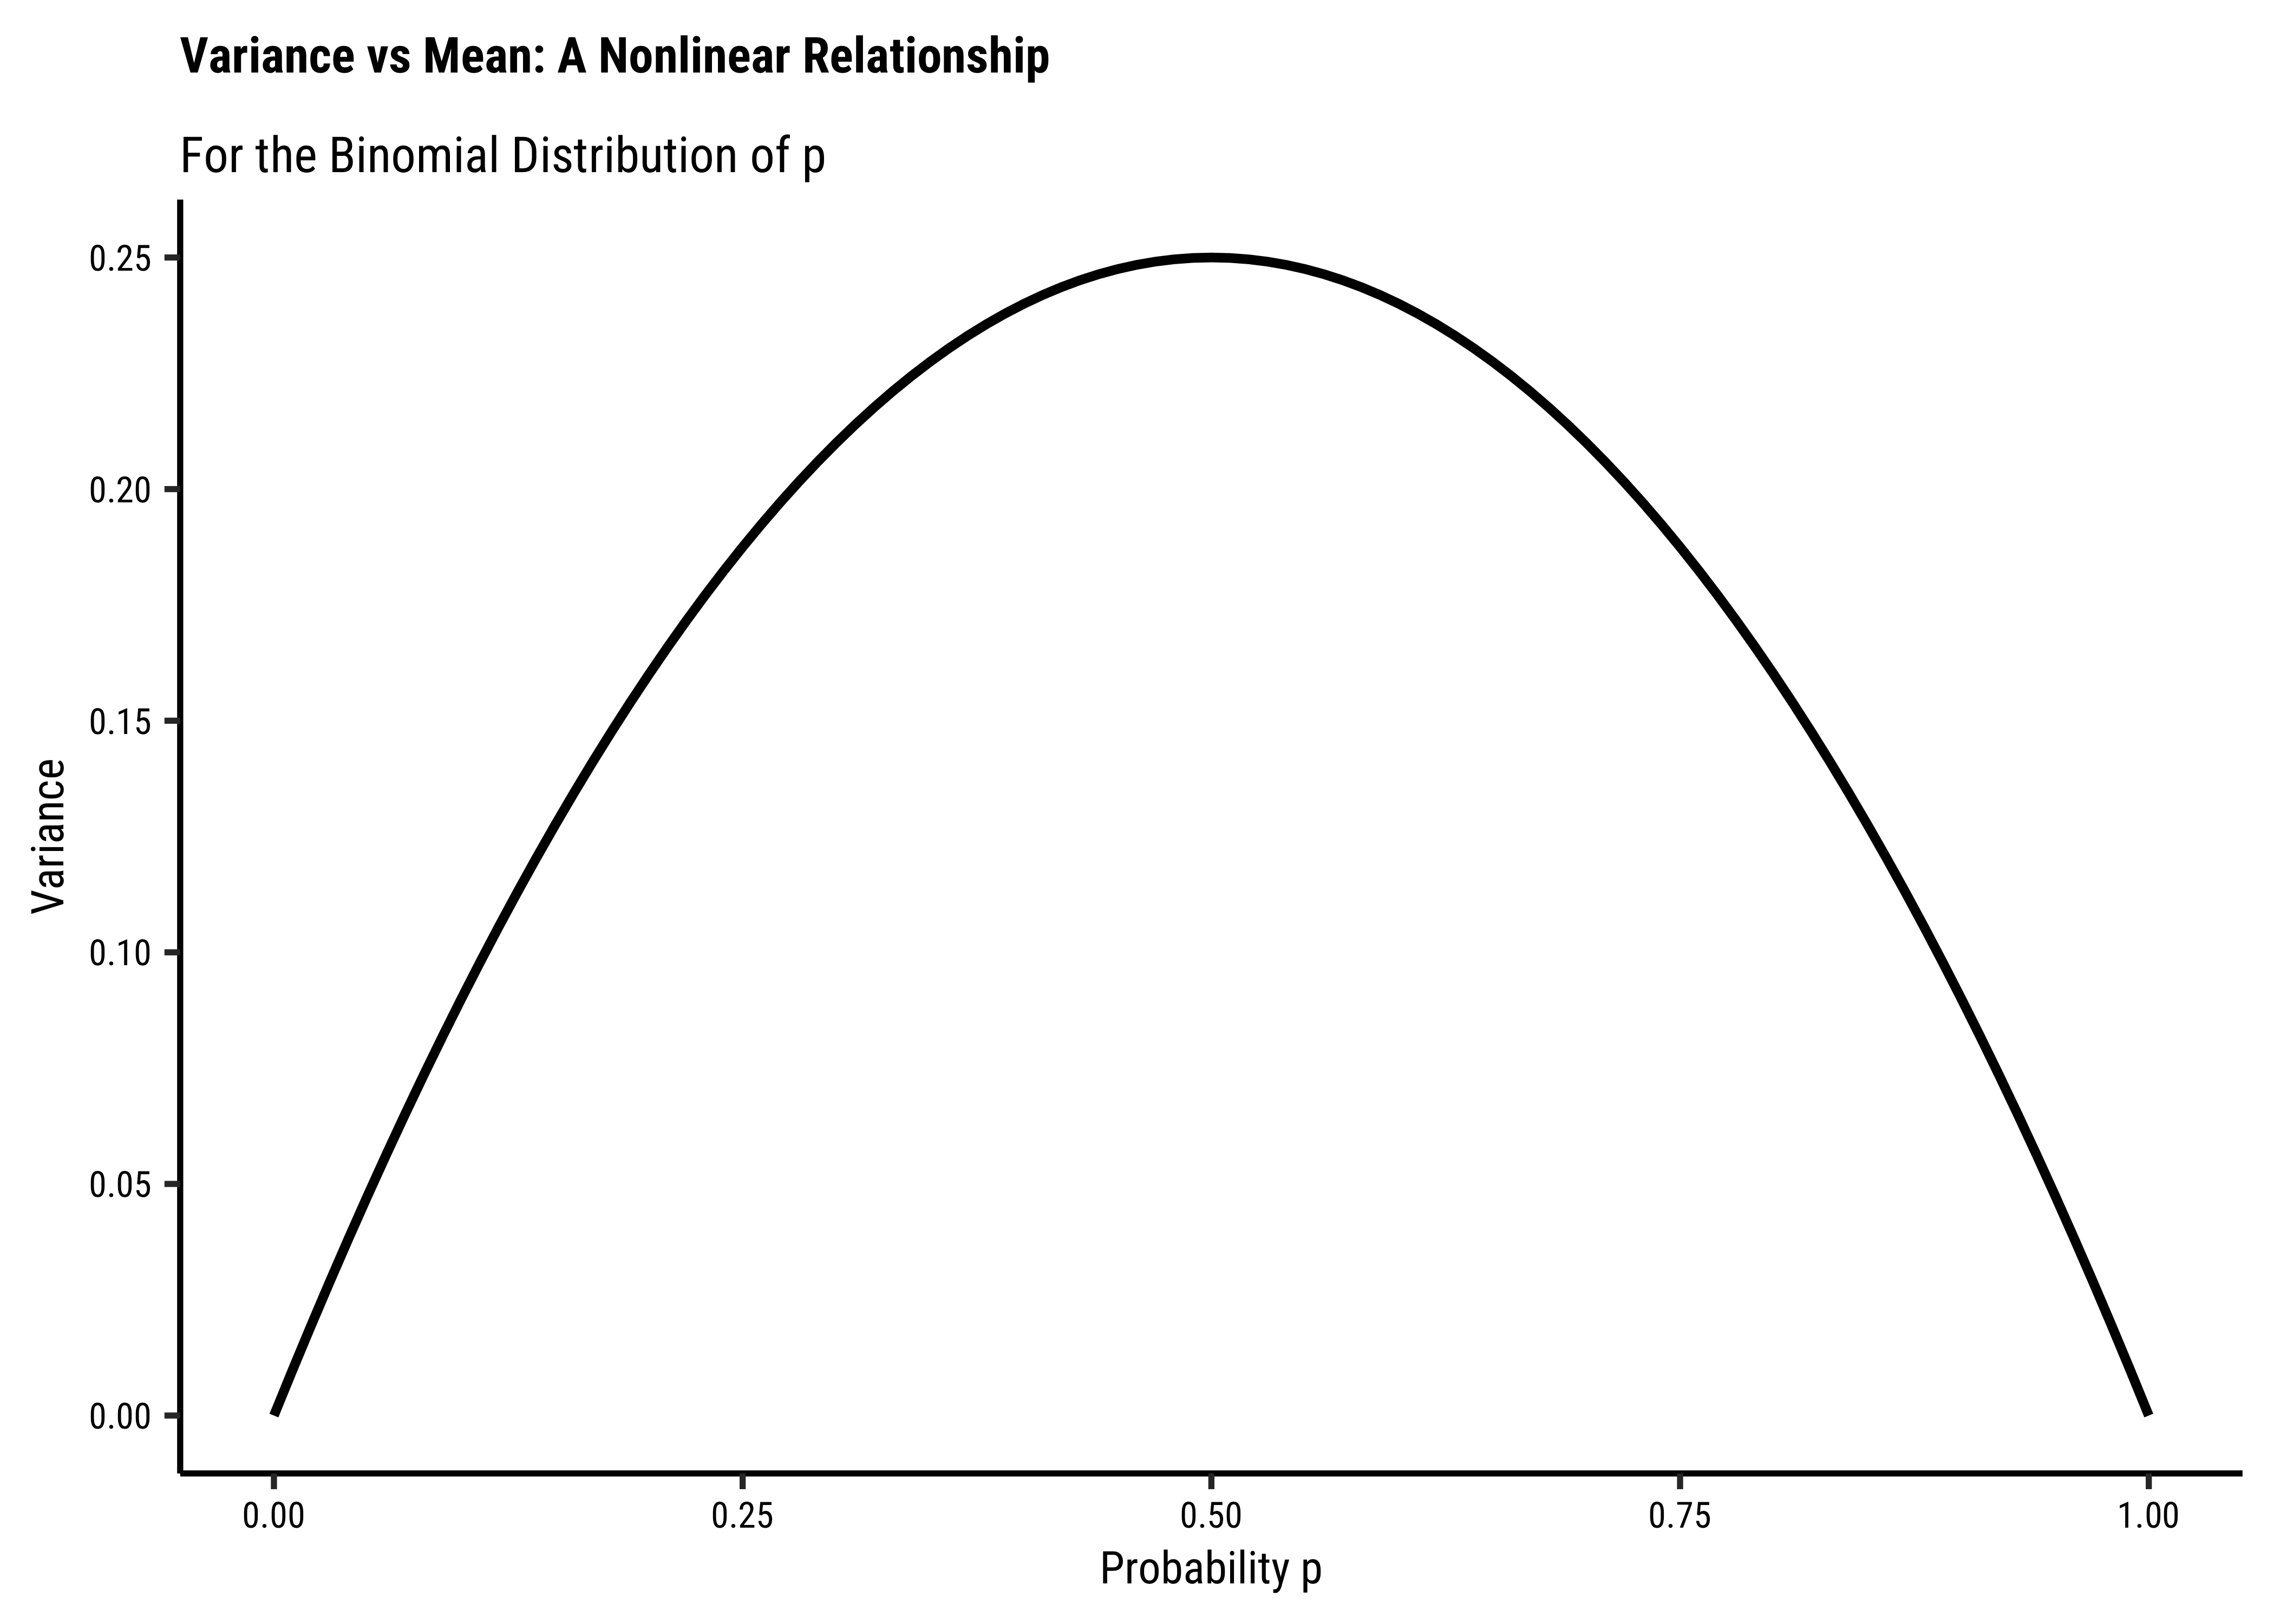 Variance vs Mean: A Nonlinear Relationship
For the Binomial Distribution of p
Variance
0.25
0.20
0.15
0.10
0.05
0.00
0.00 0.25 0.50 0.75 1.00
Probability p